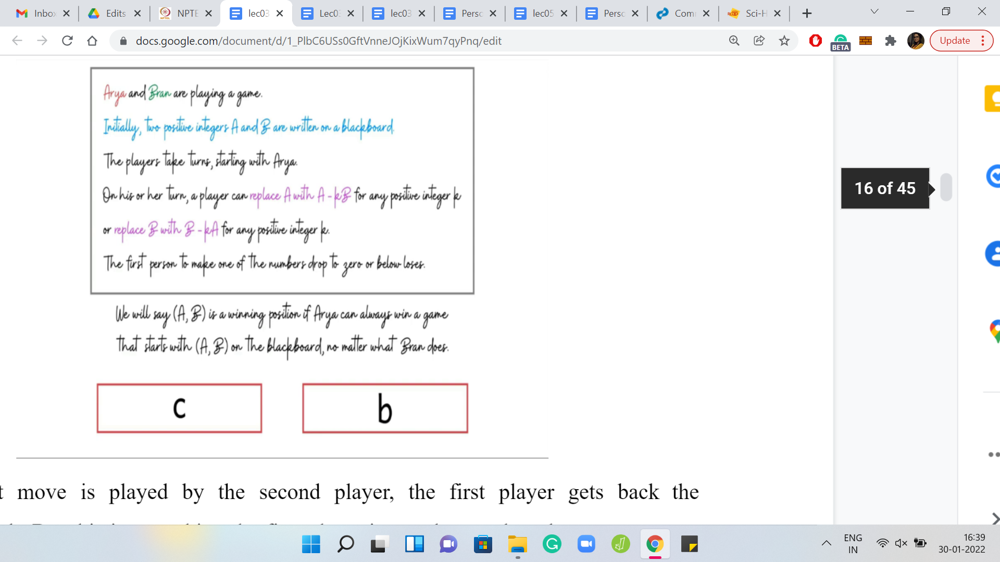 Inbox
Edits
NPTE
lec03
Lec03
lec03
Perso
lec05
Perso
Com
Sci-H
docs.google.com/document/d/1_PlbC6USs0GftVnneJOjKixWum7qyPnq/edit
BETA
Update
Arya and Bran are playing a game.
Initially, two positive integers A and B are written on a blackboard.
The players take turns, starting with Arya.
On his or her turn, a player can replace A with A - kB for any positive integer k
or replace B with B - kA for any positive integer k.
The first person to make one of the numbers drop to zero or below loses.
16 of 45
We will say (A, B) is a winning position if Arya can always win a game
that starts with (A, B) on the blackboard, no matter what Bran does.
c b
move is played by the second player, the first player gets back the
ENG
IN
16:39
30-01-2022